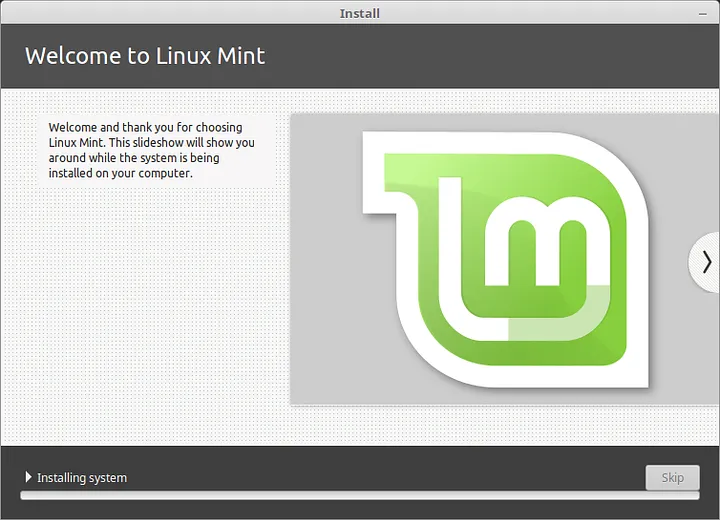 Install
Welcome to Linux Mint
Welcome and thank you for choosing
Linux Mint. This slideshow will show you
around while the system is being
installed on your computer.
Installing system
Skip